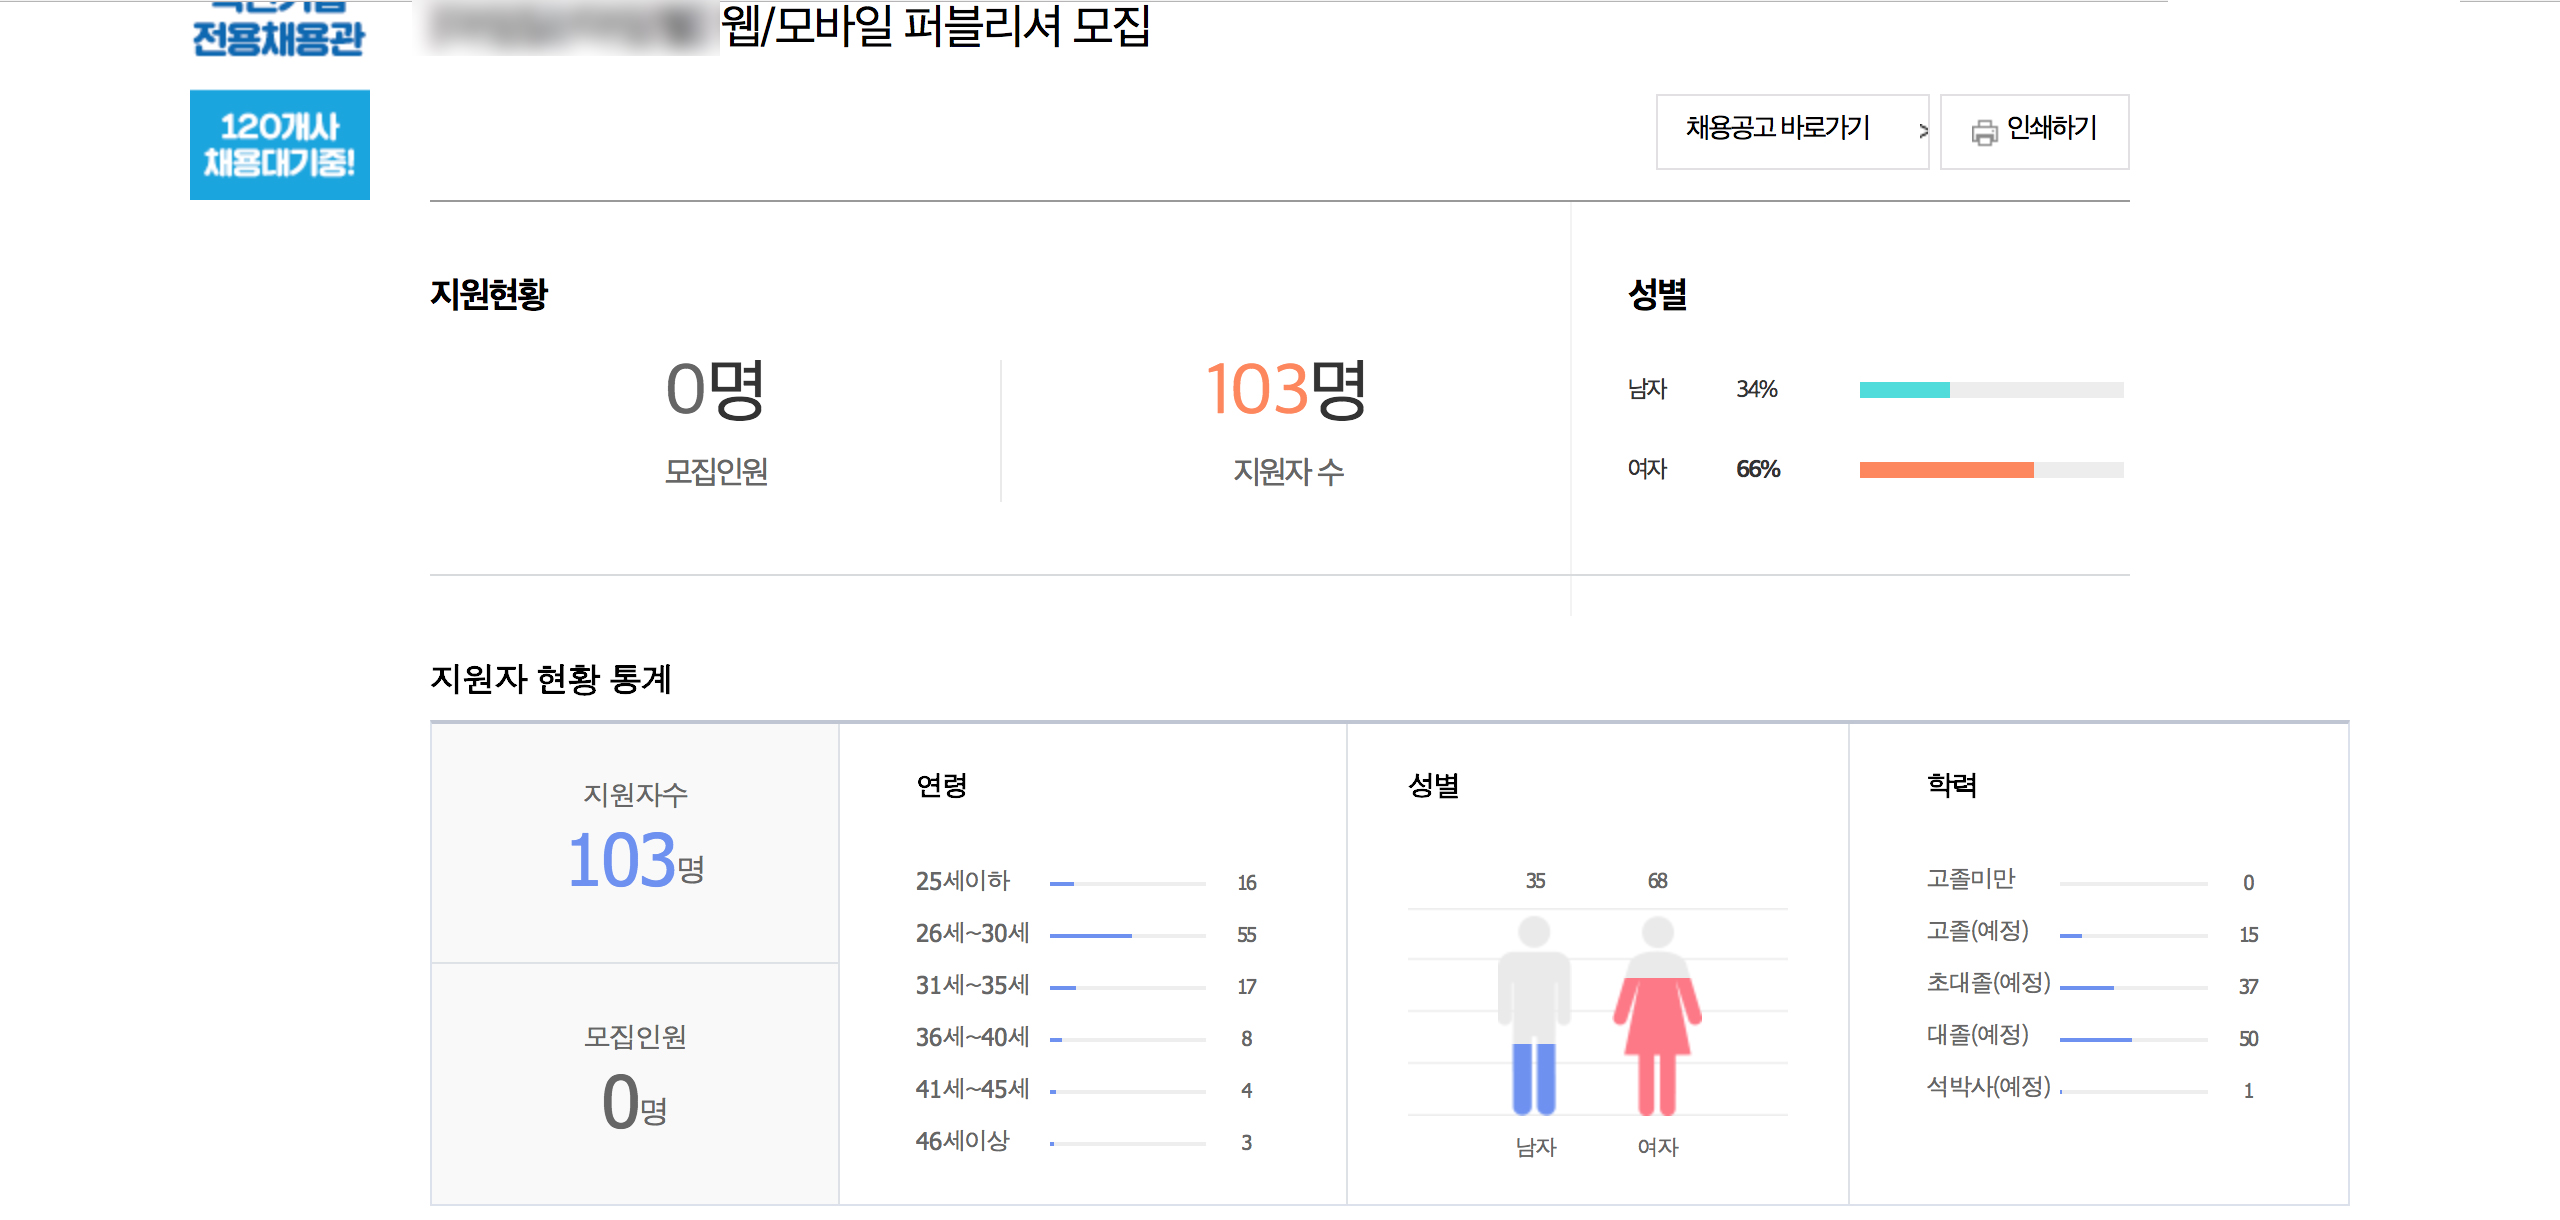 전용채용관
웹/모바일 퍼블리셔 모집
120개사
채용대기중!
채용공고 바로가기 >
인쇄하기
지원현황
0명
모집인원
103명
지원자 수
성별
남자 34%
여자 66%
지원자 현황 통계
지원자수
103명
모집인원
0명
연령
25세이하 16
26세~30세 55
31세~35세 17
36세~40세 8
41세~45세 4
46세이상 3
성별
35 68
남자 여자
학력
고졸미만 0
고졸(예정) 15
초대졸(예정) 37
대졸(예정) 50
석박사(예정) 1